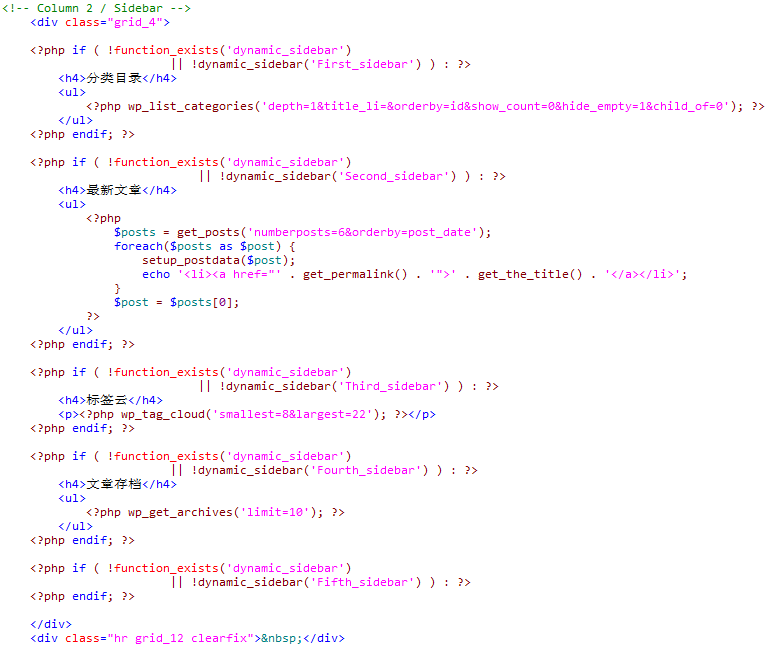 <!-- Column 2 / Sidebar -->
    <div class="grid_4">

    <?php if ( !function_exists('dynamic_sidebar')
                        || !dynamic_sidebar('First_sidebar') ) : ?>
        <h4>分类目录</h4>
        <ul>
            <?php wp_list_categories('depth=1&title_li=&orderby=id&show_count=0&hide_empty=1&child_of=0'); ?>
        </ul>
    <?php endif; ?>

    <?php if ( !function_exists('dynamic_sidebar')
                            || !dynamic_sidebar('Second_sidebar') ) : ?>
        <h4>最新文章</h4>
        <ul>
            <?php
                $posts = get_posts('numberposts=6&orderby=post_date');
                foreach($posts as $post) {
                    setup_postdata($post);
                    echo '<li><a href="' . get_permalink() . '">' . get_the_title() . '</a></li>';
                }
                $post = $posts[0];
            ?>
        </ul>
    <?php endif; ?>

    <?php if ( !function_exists('dynamic_sidebar')
                            || !dynamic_sidebar('Third_sidebar') ) : ?>
        <h4>标签云</h4>
        <p><?php wp_tag_cloud('smallest=8&largest=22'); ?></p>
    <?php endif; ?>

    <?php if ( !function_exists('dynamic_sidebar')
                        || !dynamic_sidebar('Fourth_sidebar') ) : ?>
        <h4>文章存档</h4>
        <ul>
            <?php wp_get_archives('limit=10'); ?>
        </ul>
    <?php endif; ?>

    <?php if ( !function_exists('dynamic_sidebar')
                        || !dynamic_sidebar('Fifth_sidebar') ) : ?>
    <?php endif; ?>

    </div>
    <div class="hr grid_12 clearfix">&nbsp;</div>